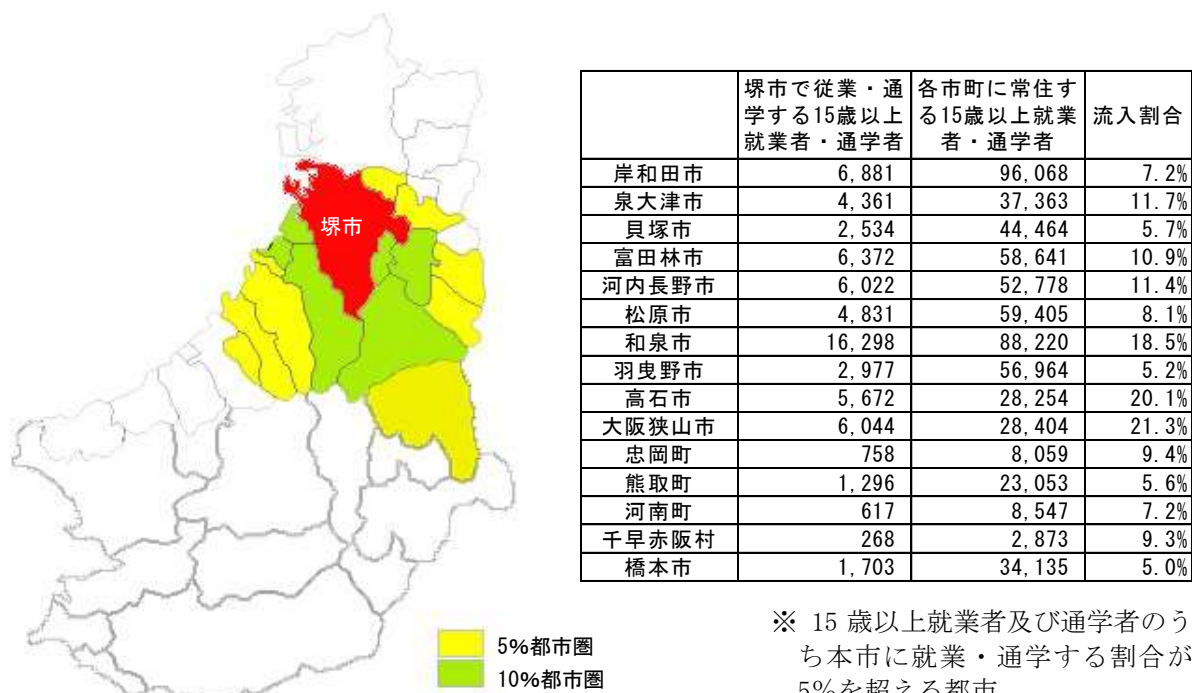 堺市で従業・通 各市町に常住す
学する15歳以上 る15歳以上就業 流入割合
就業者・通学者 者・通学者
岸和田市 6,881 96,068 7.2%
泉大津市 4,361 37,363 11.7%
貝塚市 2,534 44,464 5.7%
富田林市 6,372 58,641 10.9%
河内長野市 6,022 52,778 11.4%
松原市 4,831 59,405 8.1%
和泉市 16,298 88,220 18.5%
羽曳野市 2,977 56,964 5.2%
高石市 5,672 28,254 20.1%
大阪狭山市 6,044 28,404 21.3%
忠岡町 758 8,059 9.4%
熊取町 1,296 23,053 5.6%
河南町 617 8,547 7.2%
千早赤阪村 268 2,873 9.3%
橋本市 1,703 34,135 5.0%
堺市
5%都市圏
10%都市圏
※ 15 歳以上就業者及び通学者のう
ち本市に就業・通学する割合が
5%を超える都市